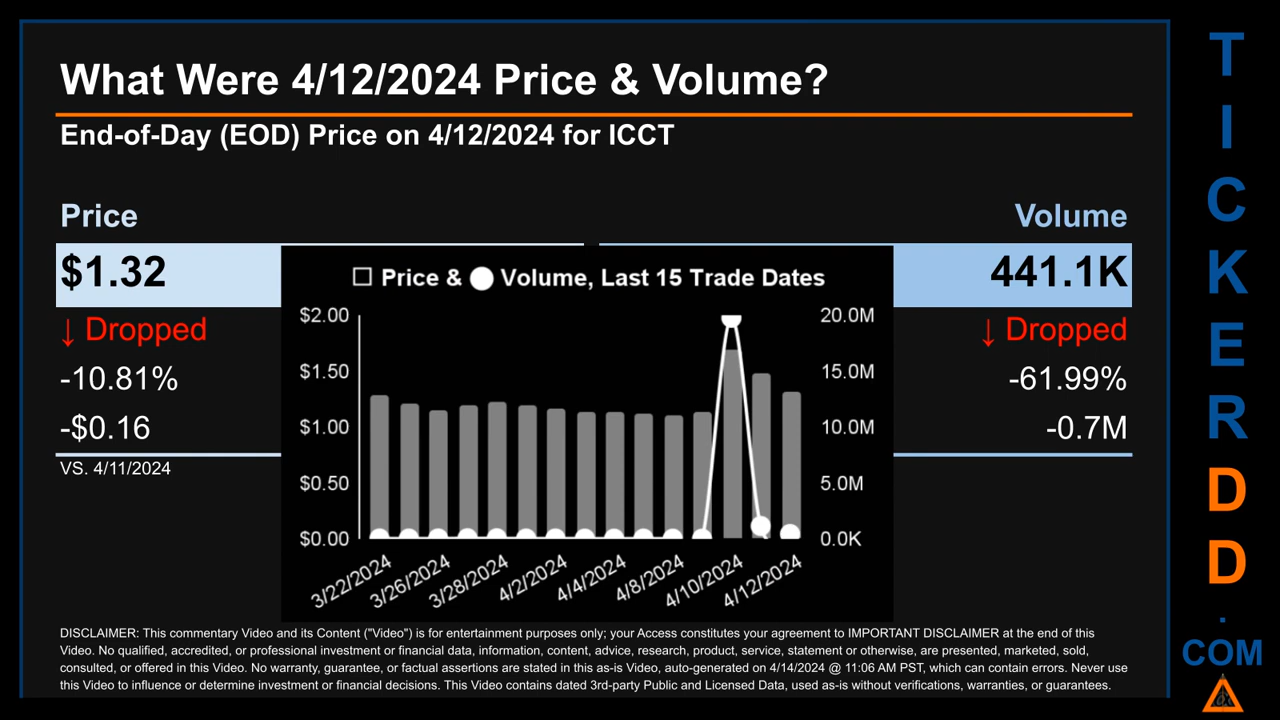 What Were 4/12/2024 Price & Volume?
End-of-Day (EOD) Price on 4/12/2024 for ICCT
Price
Volume
$1.32
441.1K
↓ Dropped
↓ Dropped
-10.81%
-61.99%
-$0.16
-0.7M
VS. 4/11/2024
Price & Volume, Last 15 Trade Dates
$2.00
$1.50
$1.00
$0.50
$0.00
20.0M
15.0M
10.0M
5.0M
0.0K
3/22/2024
3/26/2024
3/28/2024
4/2/2024
4/4/2024
4/8/2024
4/10/2024
4/12/2024
DISCLAIMER: This commentary Video and its Content ("Video") is for entertainment purposes only; your Access constitutes your agreement to IMPORTANT DISCLAIMER at the end of this
Video. No qualified, accredited, or professional investment or financial data, information, content, advice, research, product, service, statement or otherwise, are presented, marketed, sold,
consulted, or offered in this Video. No warranty, guarantee, or factual assertions are stated in this as-is Video, auto-generated on 4/14/2024 @ 11:06 AM PST, which can contain errors. Never use
this Video to influence or determine investment or financial decisions. This Video contains dated 3rd-party Public and Licensed Data, used as-is without verifications, warranties, or guarantees.
T
I
C
K
E
R
D
D
.
COM